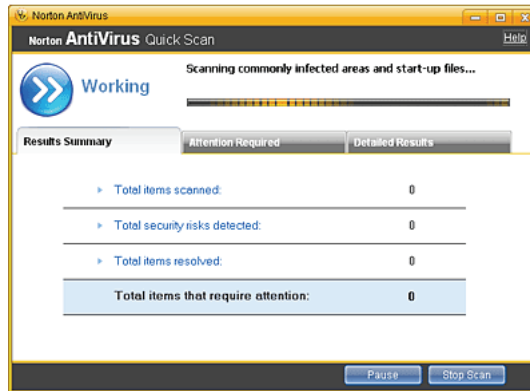 Norton AntiVirus
Norton AntiVirus Quick Scan
Help
Working
Scanning commonly infected areas and start-up files...
Results Summary
Attention Required
Detailed Results
Total items scanned: 0
Total security risks detected: 0
Total items resolved: 0
Total items that require attention: 0
Pause
Stop Scan